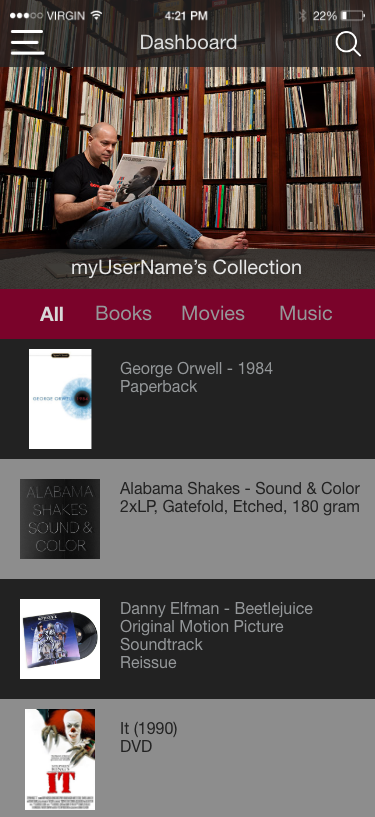 VIRGIN 4:21 PM 22%
Dashboard
myUserName's Collection
All Books Movies Music
GEORGE ORWELL 1984
George Orwell - 1984
Paperback
ALABAMA
SHAKES
SOUND &
COLOR
Alabama Shakes - Sound & Color
2xLP, Gatefold, Etched, 180 gram
Danny Elfman - Beetlejuice
Original Motion Picture
Soundtrack
Reissue
IT
It (1990)
DVD